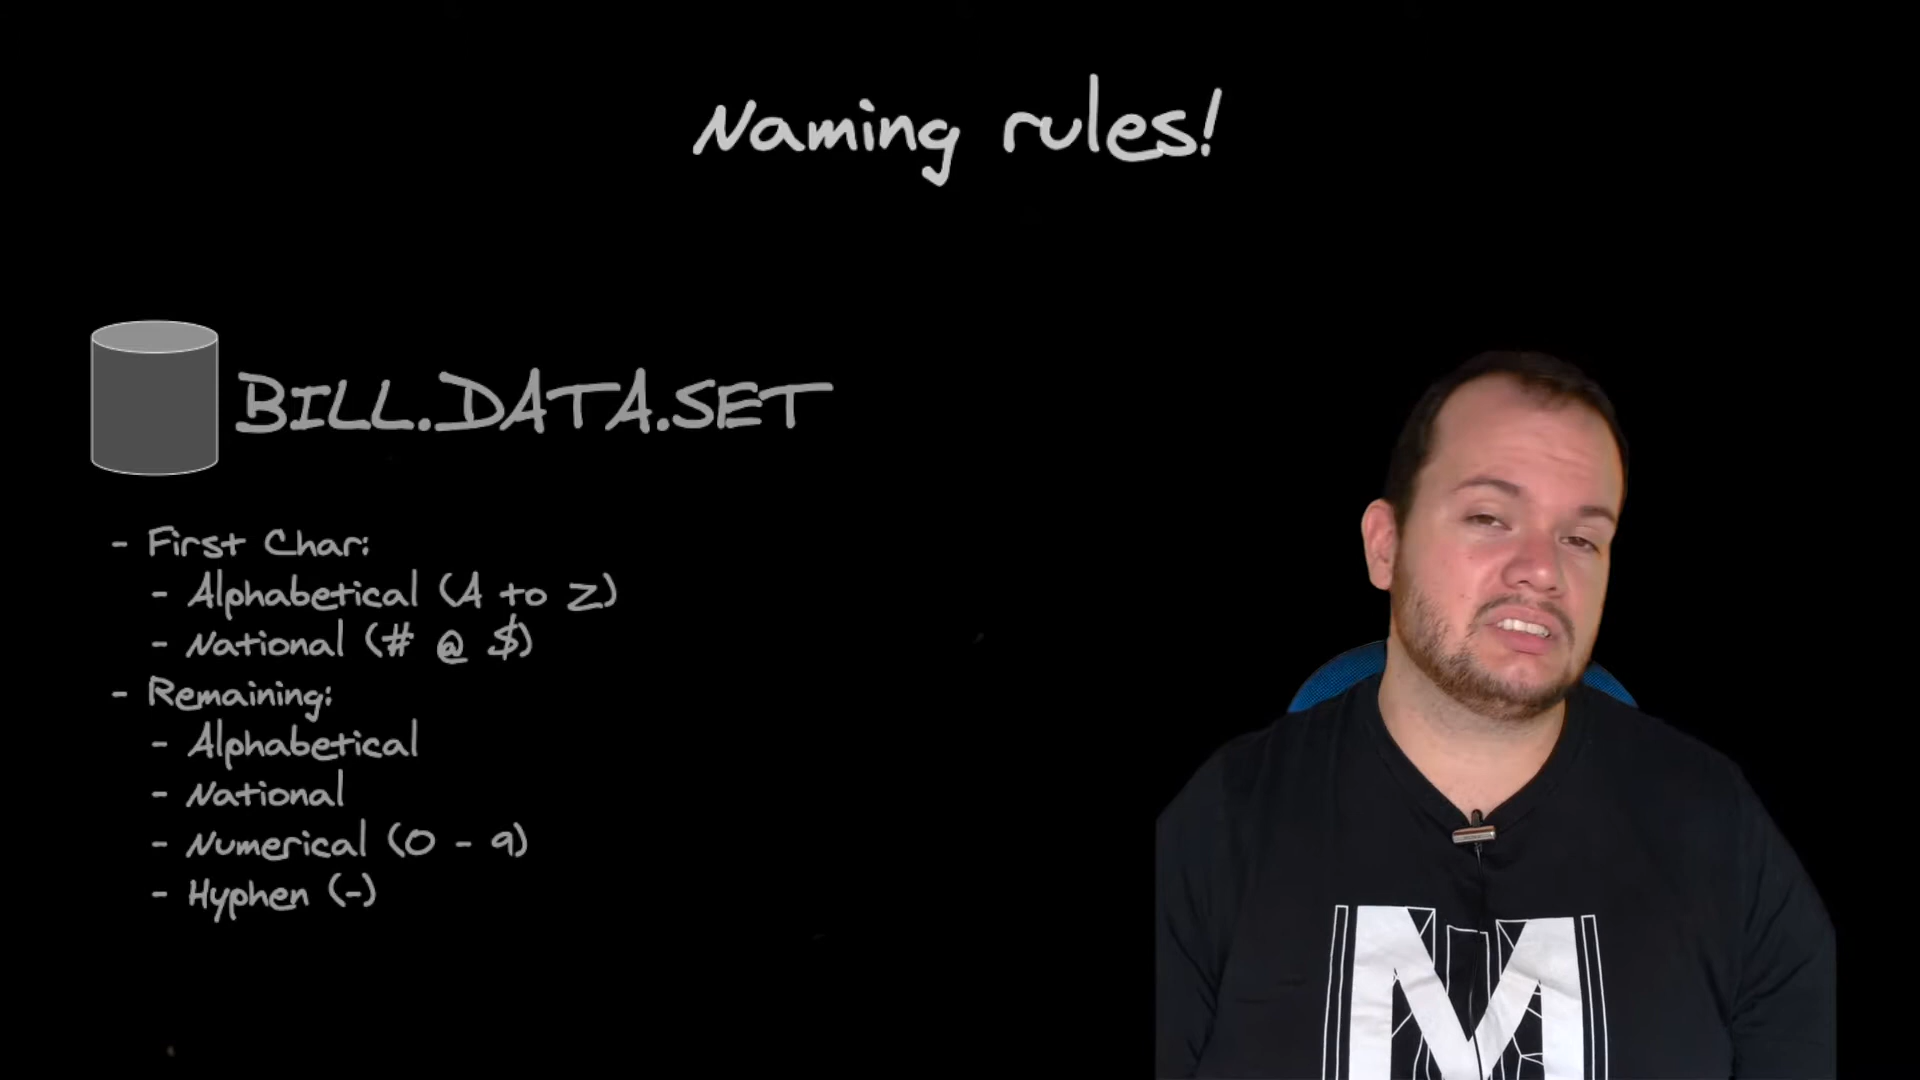 Naming rules!
BILL.DATA.SET
- First Char:
- Alphabetical (A to Z)
- National (# @ $)
- Remaining:
- Alphabetical
- National
- Numerical (0 - 9)
- Hyphen (-)
M